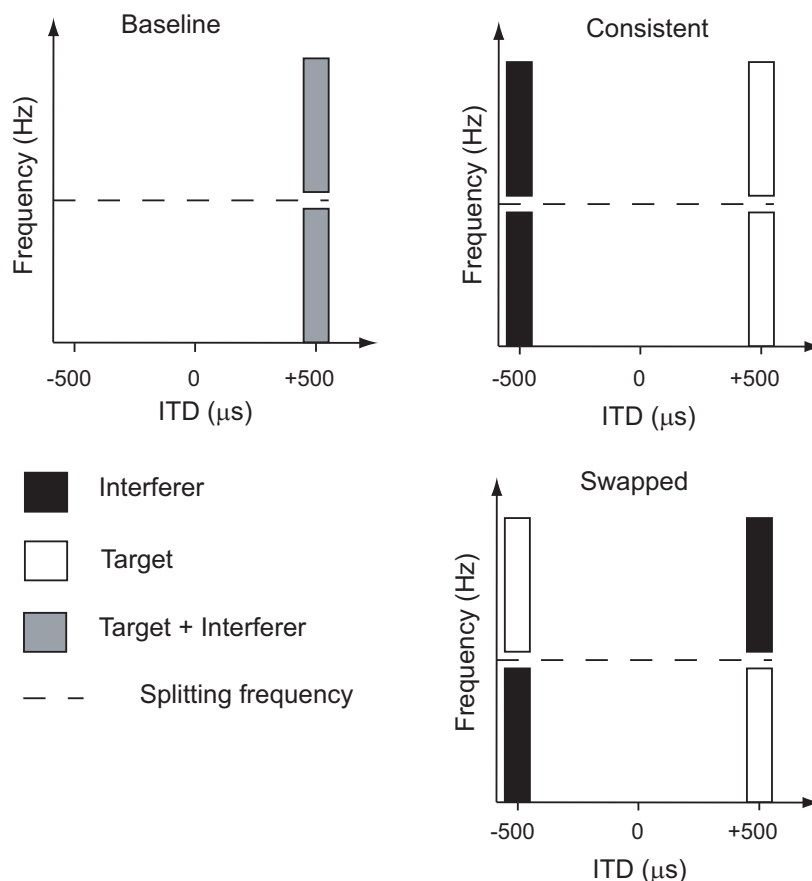 Baseline
Frequency (Hz)
-500 0 +500
ITD (μs)
Consistent
Frequency (Hz)
-500 0 +500
ITD (μs)
Interferer
Target
Target + Interferer
Splitting frequency
Swapped
Frequency (Hz)
-500 0 +500
ITD (μs)